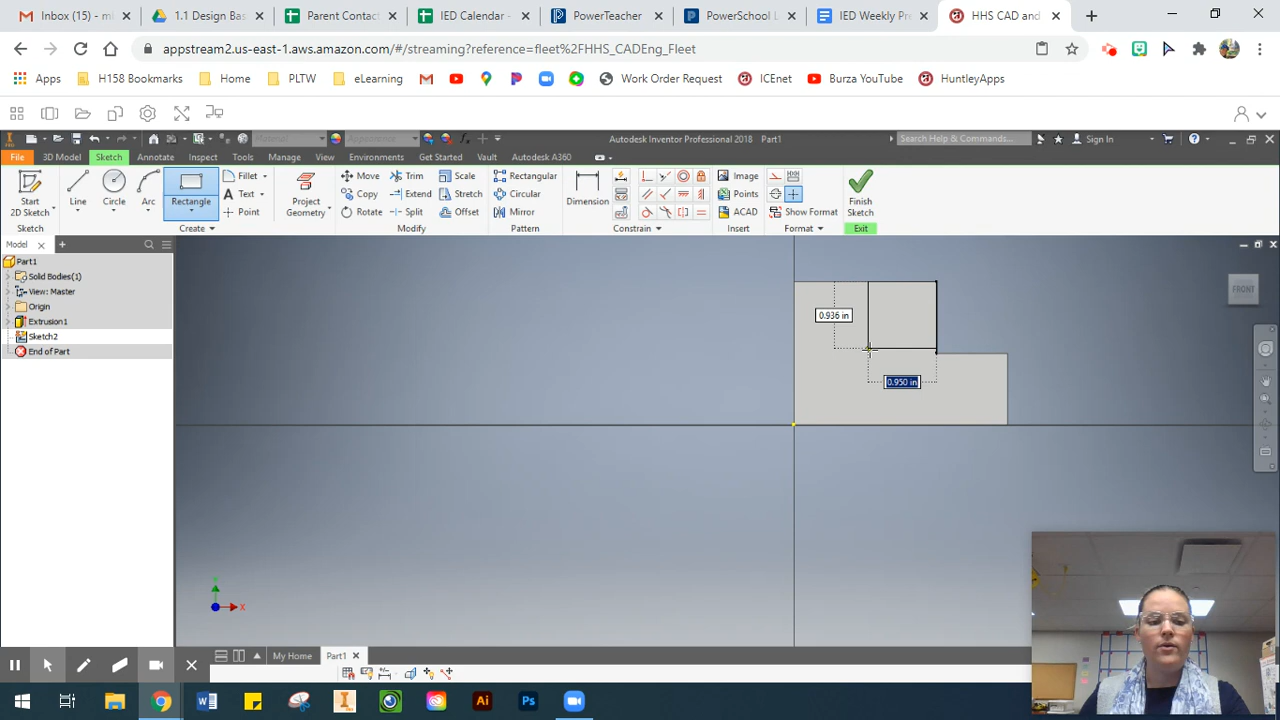 Inbox (15) - mi
1.1 Design Bas
Parent Contac
IED Calendar -
PowerTeacher
PowerSchool L
IED Weekly Pre
HHS CAD and
appstream2.us-east-1.aws.amazon.com/#/streaming?reference=fleet%2FHHS_CADEng_Fleet
Apps
H158 Bookmarks
Home
PLTW
eLearning
Work Order Request
ICEnet
Burza YouTube
HuntleyApps
Material
Appearance
Autodesk Inventor Professional 2018 Part1
Search Help & Commands...
Sign In
File 3D Model Sketch Annotate Inspect Tools Manage View Environments Get Started Vault Autodesk A360
Start
2D Sketch
Line
Circle
Arc
Rectangle
Fillet
Text
Point
Project
Geometry
Move
Copy
Rotate
Trim
Extend
Split
Scale
Stretch
Offset
Rectangular
Circular
Mirror
Dimension
Image
Points
ACAD
Show Format
Finish
Sketch
Sketch
Create
Modify
Pattern
Constrain
Insert
Format
Exit
Model
Part1
Solid Bodies(1)
View: Master
Origin
Extrusion1
Sketch2
End of Part
FRONT
0.936 in
0.950 in
Y
X
My Home
Part1